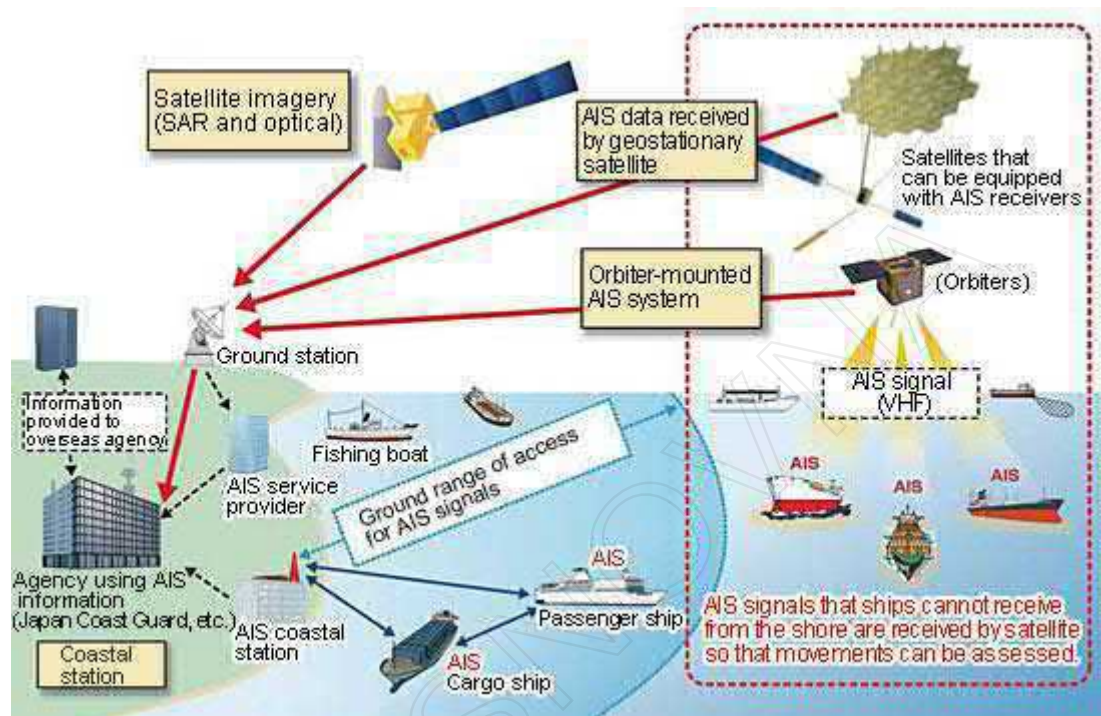 Satellite imagery
(SAR and optical)
AIS data received
by geostationary
satellite
Satellites that
can be equipped
with AIS receivers
Orbiter-mounted
AIS system
(Orbiters)
Ground station
AIS signal
(VHF)
Information
provided to
overseas agency
Fishing boat
AIS service
provider
Ground range of access
for AIS signals
AIS
AIS
AIS
Agency using AIS
information
(Japan Coast Guard, etc.)
AIS coastal
station
AIS
Passenger ship
AIS
Cargo ship
Coastal
station
AIS signals that ships cannot receive
from the shore are received by satellite
so that movements can be assessed.